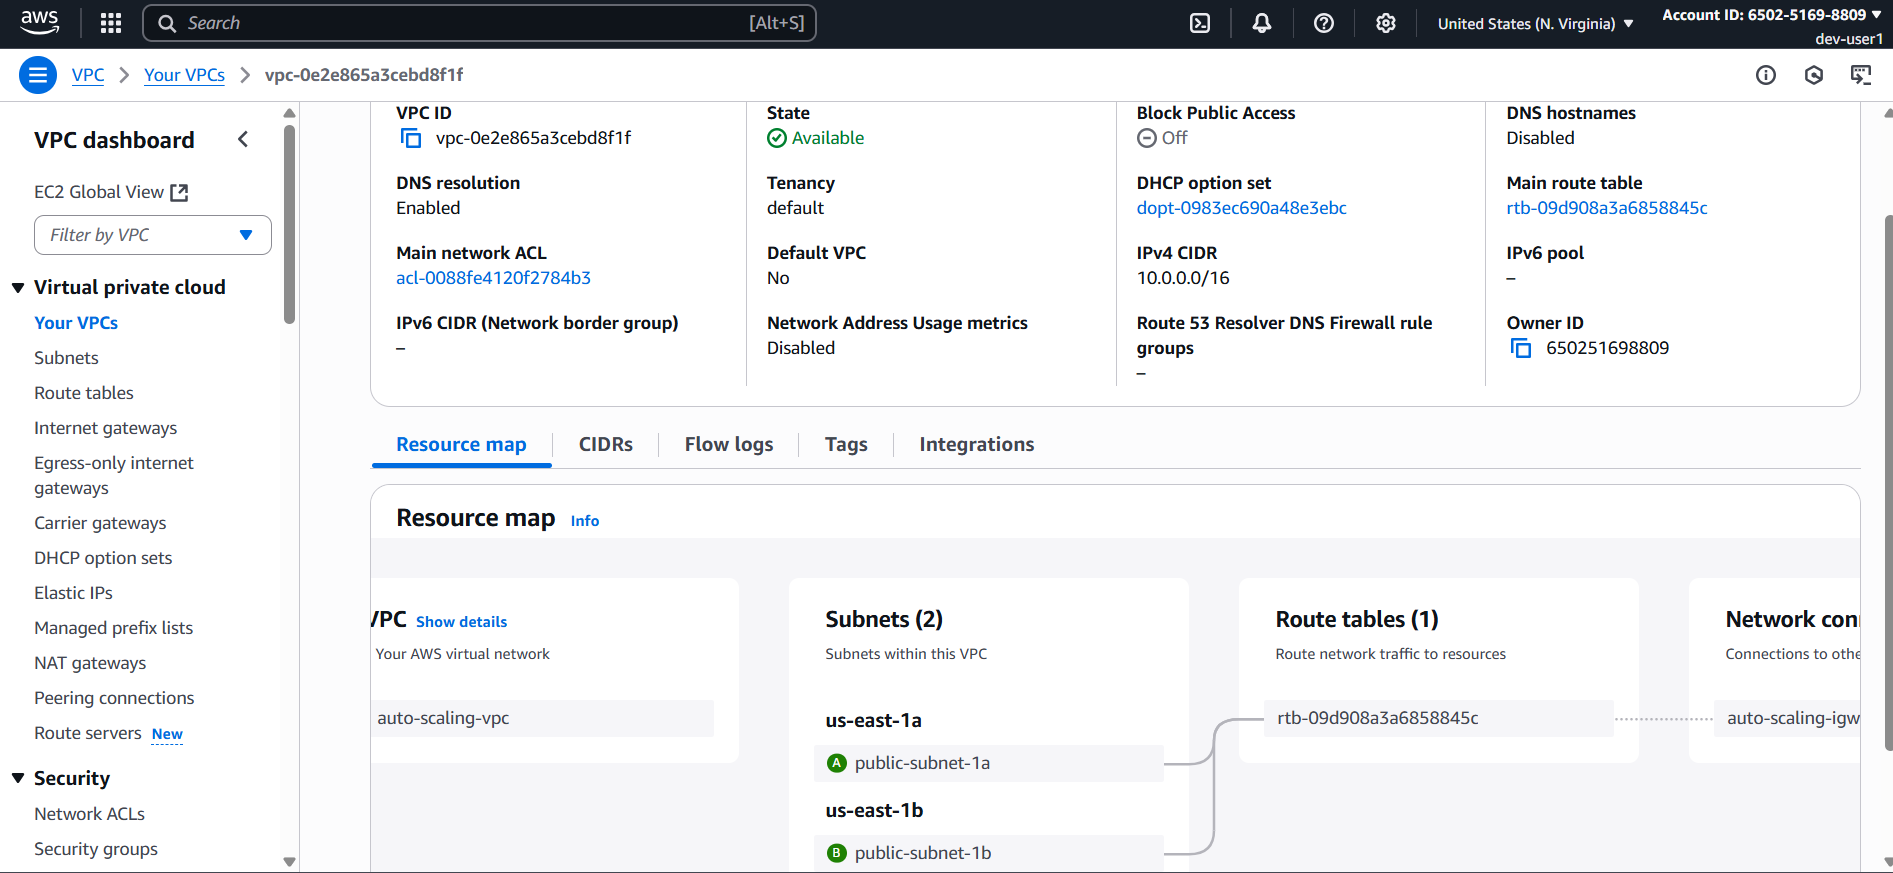 aws
Search
[Alt+S]
United States (N. Virginia)
Account ID: 6502-5169-8809
dev-user1
VPC
Your VPCs
vpc-0e2e865a3cebd8f1f
VPC dashboard
EC2 Global View
Filter by VPC
Virtual private cloud
Your VPCs
Subnets
Route tables
Internet gateways
Egress-only internet
gateways
Carrier gateways
DHCP option sets
Elastic IPs
Managed prefix lists
NAT gateways
Peering connections
Route servers New
Security
Network ACLs
Security groups
VPC ID
vpc-0e2e865a3cebd8f1f
State
Available
Block Public Access
Off
DNS hostnames
Disabled
DNS resolution
Enabled
Tenancy
default
DHCP option set
dopt-0983ec690a48e3ebc
Main route table
rtb-09d908a3a6858845c
Main network ACL
acl-0088fe4120f2784b3
Default VPC
No
IPv4 CIDR
10.0.0.0/16
IPv6 pool
–
IPv6 CIDR (Network border group)
–
Network Address Usage metrics
Disabled
Route 53 Resolver DNS Firewall rule
groups
–
Owner ID
650251698809
Resource map
CIDRs
Flow logs
Tags
Integrations
Resource map Info
VPC Show details
Your AWS virtual network
auto-scaling-vpc
Subnets (2)
Subnets within this VPC
us-east-1a
A public-subnet-1a
us-east-1b
B public-subnet-1b
Route tables (1)
Route network traffic to resources
rtb-09d908a3a6858845c
Network con
Connections to othe
auto-scaling-igw